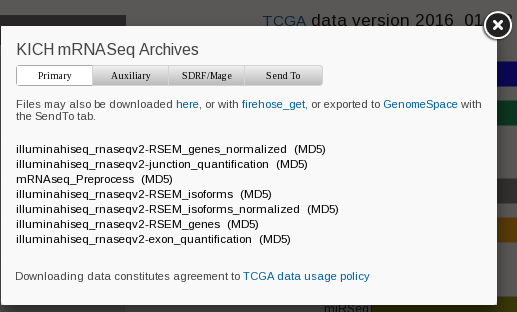 TCGA data version 2016_01
KICH mRNASeq Archives
Primary Auxiliary SDRF/Mage Send To
Files may also be downloaded here, or with firehose_get, or exported to GenomeSpace with
the SendTo tab.
illuminahiseq_rnaseqv2-RSEM_genes_normalized (MD5)
illuminahiseq_rnaseqv2-junction_quantification (MD5)
mRNAseq_Preprocess (MD5)
illuminahiseq_rnaseqv2-RSEM_isoforms (MD5)
illuminahiseq_rnaseqv2-RSEM_isoforms_normalized (MD5)
illuminahiseq_rnaseqv2-RSEM_genes (MD5)
illuminahiseq_rnaseqv2-exon_quantification (MD5)
Downloading data constitutes agreement to TCGA data usage policy
miRSeq